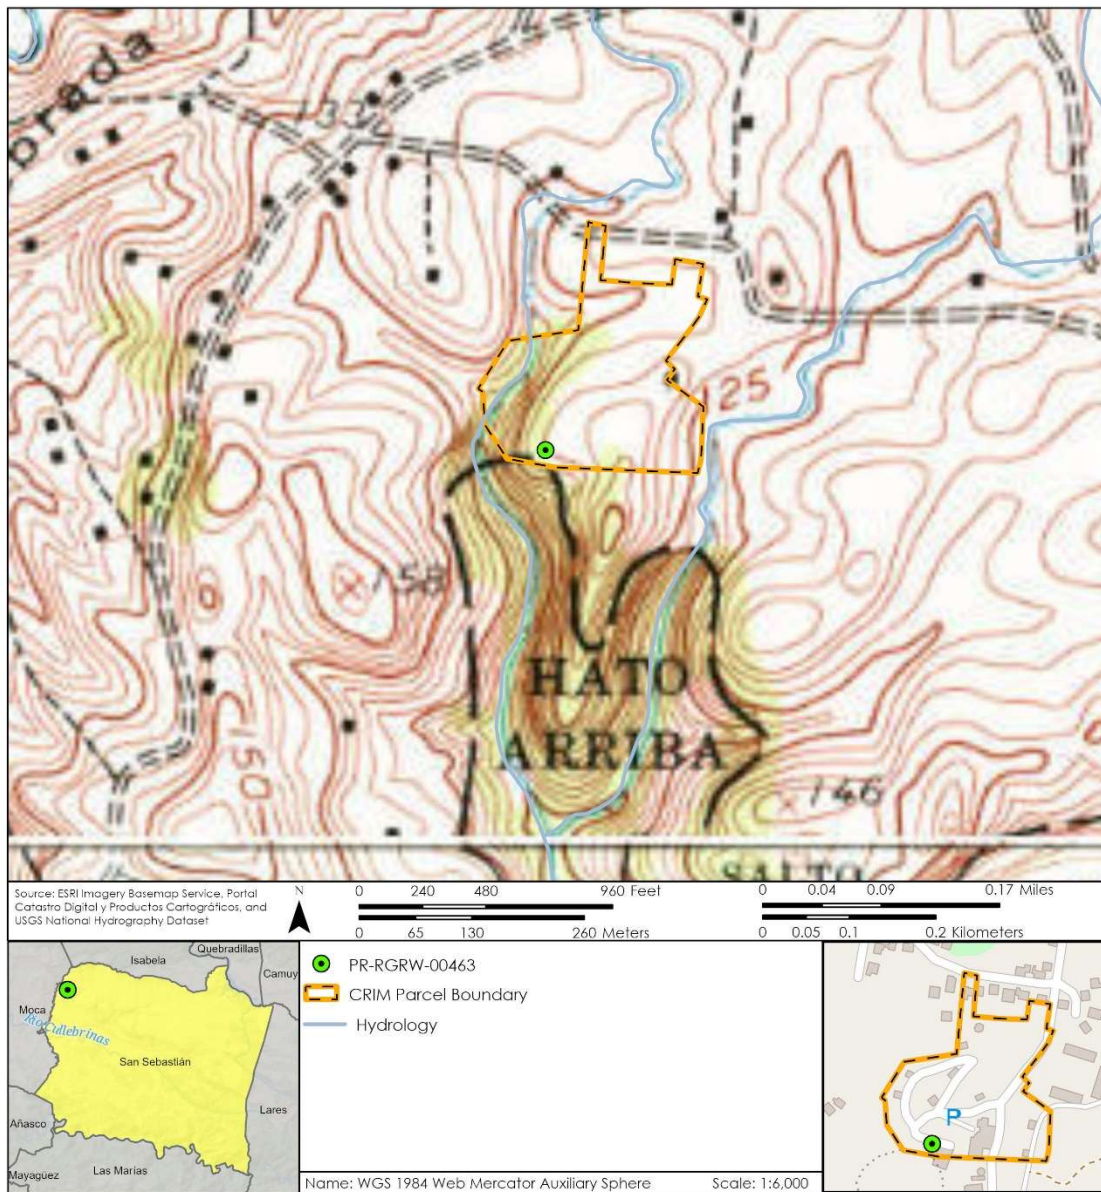 orada
137
125
158
HATO
ARRIBA
150
146
SALTO
Source: ESRI Imagery Basemap Service, Portal
Catastro Digital y Productos Cartográficos, and
USGS National Hydrography Dataset
N
0 240 480 960 Feet
0 65 130 260 Meters
0 0.04 0.09 0.17 Miles
0 0.05 0.1 0.2 Kilometers
Quebradillas
Isabela
Camuy
Moca
Río Culebrinas
San Sebastián
Lares
Añasco
Las Marías
Mayagüez
PR-RGRW-00463
CRIM Parcel Boundary
Hydrology
Name: WGS 1984 Web Mercator Auxiliary Sphere Scale: 1:6,000
P